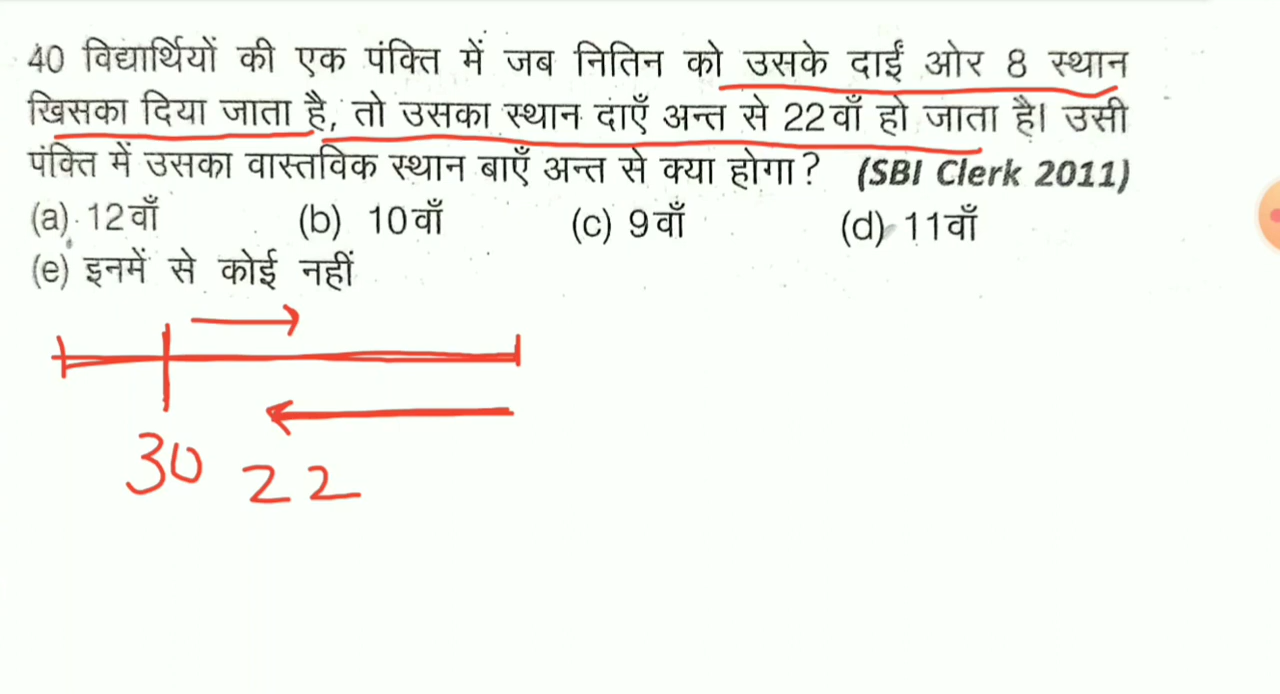 40 विद्यार्थियों की एक पंक्ति में जब नितिन को उसके दाईं ओर 8 स्थान
खिसका दिया जाता है, तो उसका स्थान दाएँ अन्त से 22वाँ हो जाता है। उसी
पंक्ति में उसका वास्तविक स्थान बाएँ अन्त से क्या होगा? (SBI Clerk 2011)
(a) 12वाँ (b) 10वाँ (c) 9वाँ (d) 11वाँ
(e) इनमें से कोई नहीं
30 22